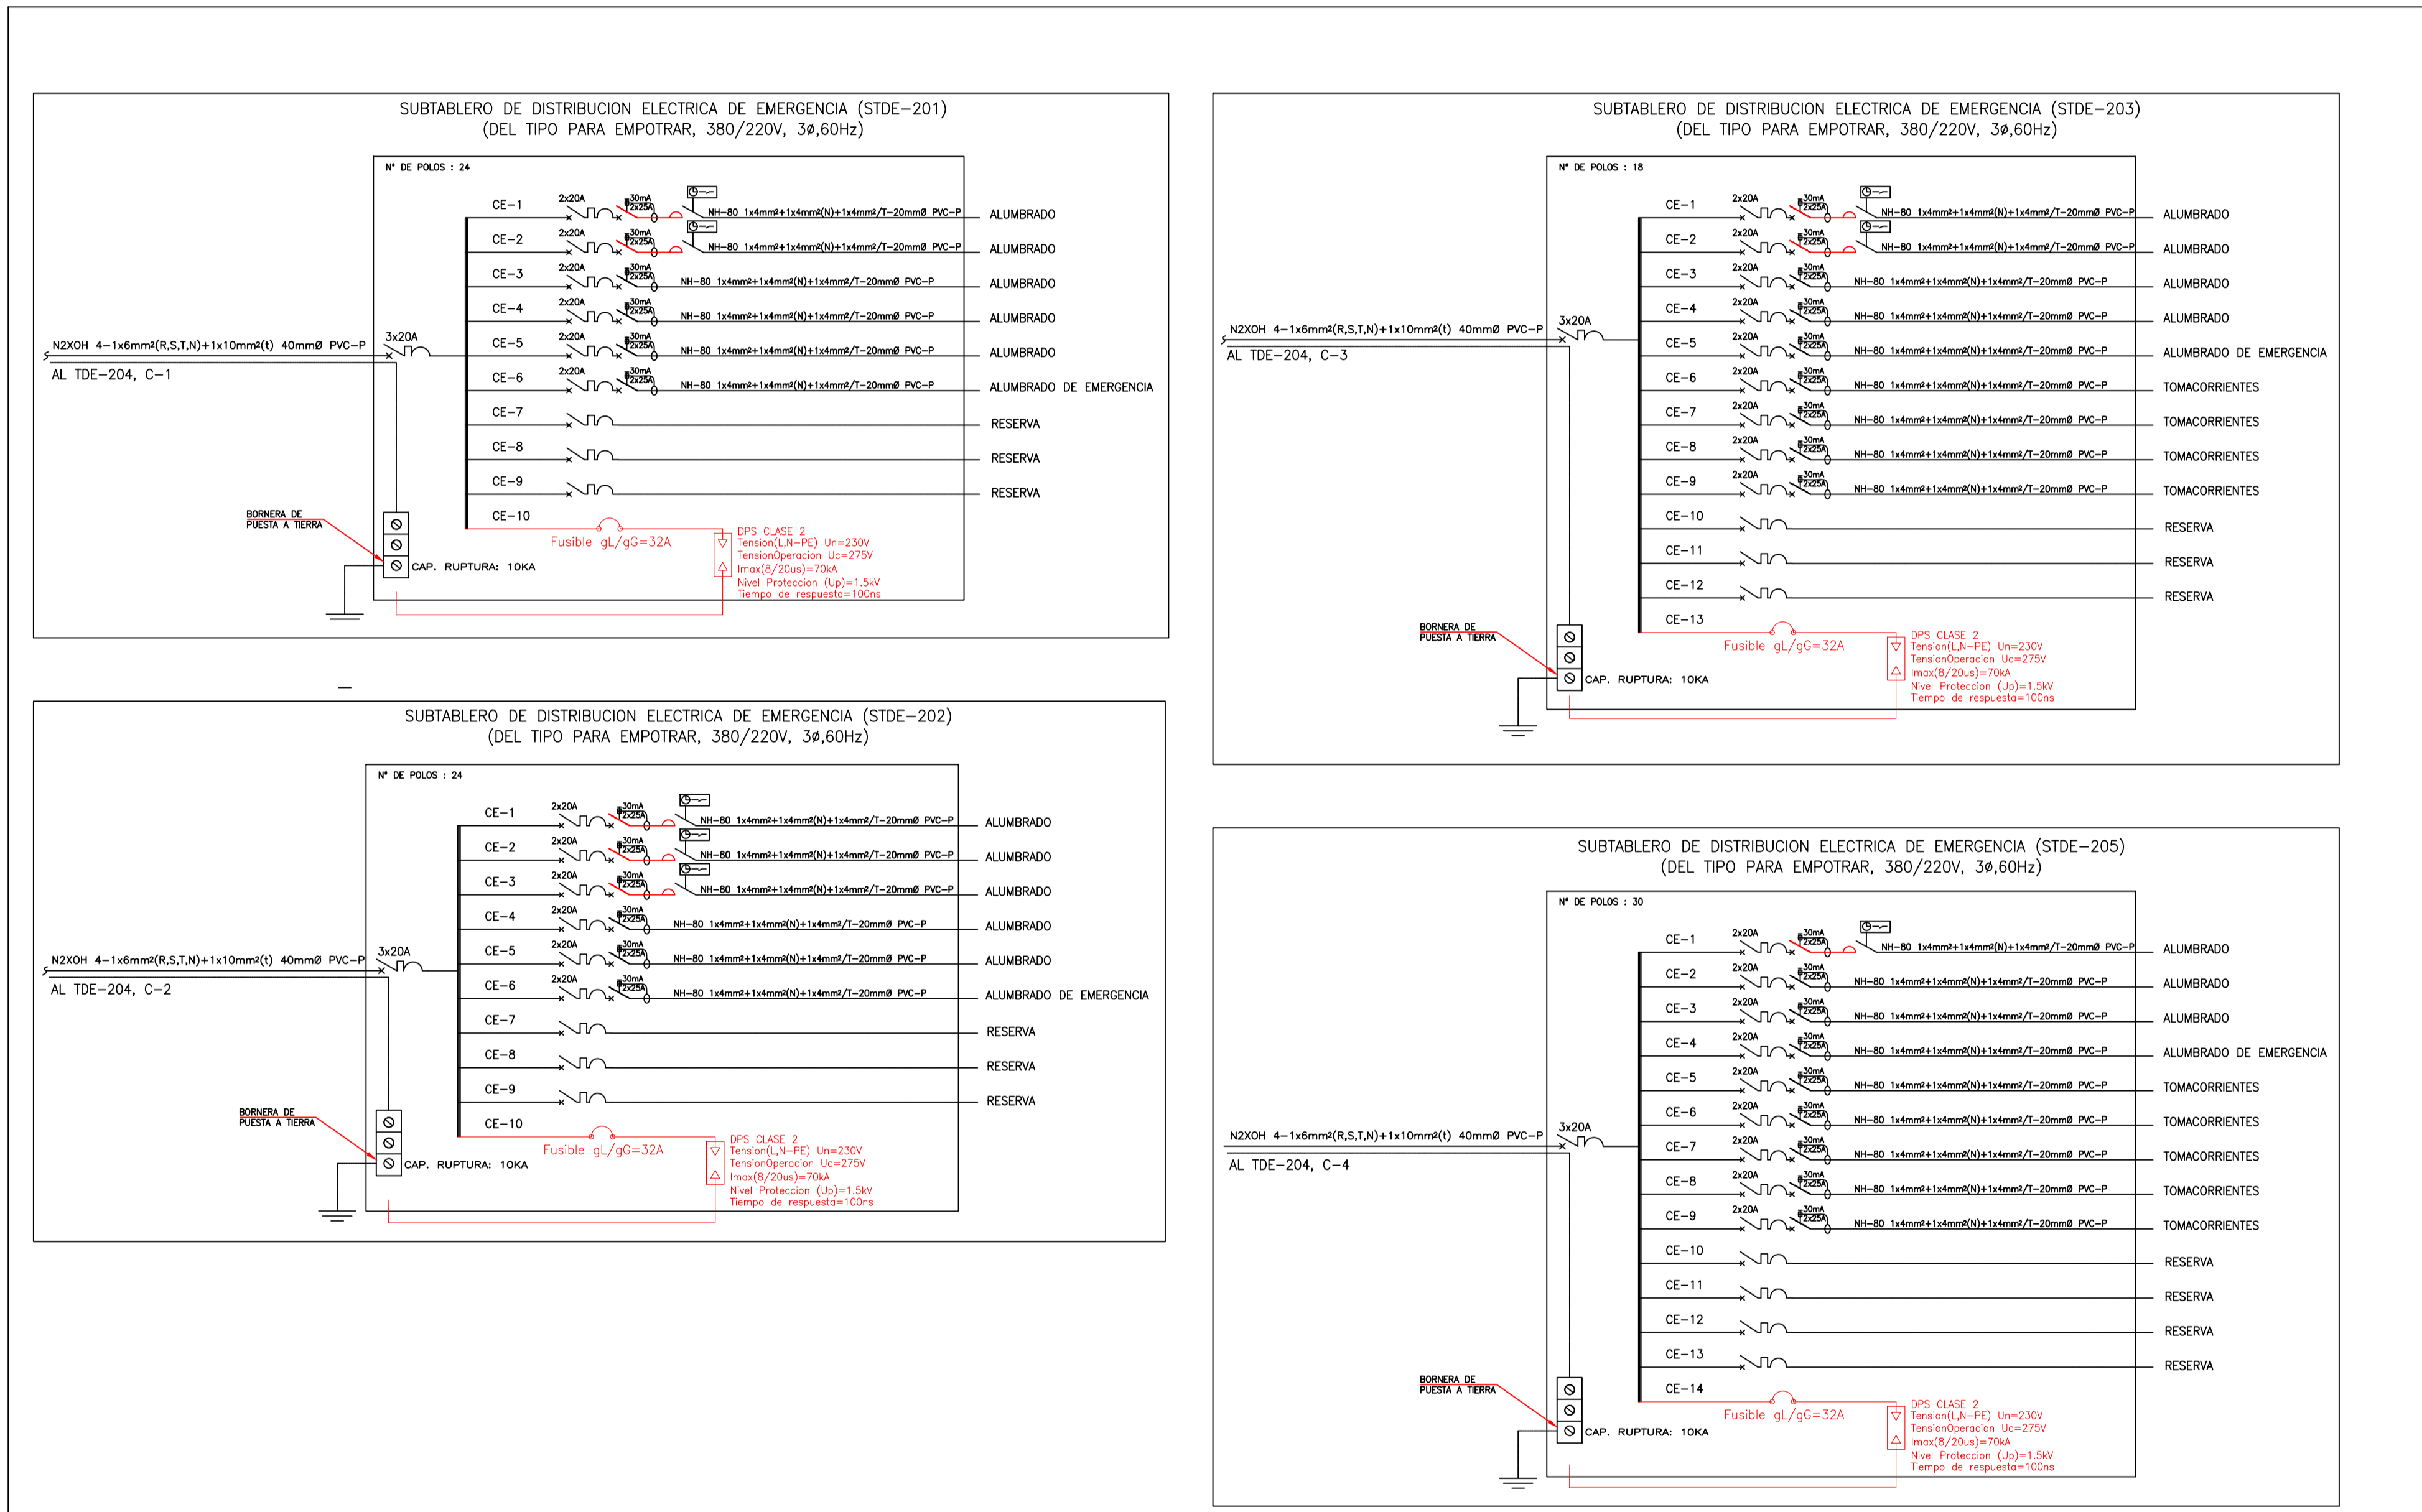 SUBTABLERO DE DISTRIBUCION ELECTRICA DE EMERGENCIA (STDE-201)
(DEL TIPO PARA EMPOTRAR, 380/220V, 3ø,60Hz)
N° DE POLOS : 24
CE-1 2x20A 30mA 2x25A NH-80 1x4mm²+1x4mm²(N)+1x4mm²/T-20mmØ PVC-P ALUMBRADO
CE-2 2x20A 30mA 2x25A NH-80 1x4mm²+1x4mm²(N)+1x4mm²/T-20mmØ PVC-P ALUMBRADO
CE-3 2x20A 30mA 2x25A NH-80 1x4mm²+1x4mm²(N)+1x4mm²/T-20mmØ PVC-P ALUMBRADO
CE-4 2x20A 30mA 2x25A NH-80 1x4mm²+1x4mm²(N)+1x4mm²/T-20mmØ PVC-P ALUMBRADO
N2XOH 4-1x6mm²(R,S,T,N)+1x10mm²(t) 40mmØ PVC-P 3x20A
CE-5 2x20A 30mA 2x25A NH-80 1x4mm²+1x4mm²(N)+1x4mm²/T-20mmØ PVC-P ALUMBRADO
AL TDE-204, C-1
CE-6 2x20A 30mA 2x25A NH-80 1x4mm²+1x4mm²(N)+1x4mm²/T-20mmØ PVC-P ALUMBRADO DE EMERGENCIA
CE-7 RESERVA
CE-8 RESERVA
CE-9 RESERVA
CE-10
BORNERA DE
PUESTA A TIERRA
CAP. RUPTURA: 10KA
Fusible gL/gG=32A
DPS CLASE 2
Tension(L,N-PE) Un=230V
TensionOperacion Uc=275V
Imax(8/20us)=70kA
Nivel Proteccion (Up)=1.5kV
Tiempo de respuesta=100ns
SUBTABLERO DE DISTRIBUCION ELECTRICA DE EMERGENCIA (STDE-202)
(DEL TIPO PARA EMPOTRAR, 380/220V, 3ø,60Hz)
N° DE POLOS : 24
CE-1 2x20A 30mA 2x25A NH-80 1x4mm²+1x4mm²(N)+1x4mm²/T-20mmØ PVC-P ALUMBRADO
CE-2 2x20A 30mA 2x25A NH-80 1x4mm²+1x4mm²(N)+1x4mm²/T-20mmØ PVC-P ALUMBRADO
CE-3 2x20A 30mA 2x25A NH-80 1x4mm²+1x4mm²(N)+1x4mm²/T-20mmØ PVC-P ALUMBRADO
CE-4 2x20A 30mA 2x25A NH-80 1x4mm²+1x4mm²(N)+1x4mm²/T-20mmØ PVC-P ALUMBRADO
N2XOH 4-1x6mm²(R,S,T,N)+1x10mm²(t) 40mmØ PVC-P 3x20A
CE-5 2x20A 30mA 2x25A NH-80 1x4mm²+1x4mm²(N)+1x4mm²/T-20mmØ PVC-P ALUMBRADO
AL TDE-204, C-2
CE-6 2x20A 30mA 2x25A NH-80 1x4mm²+1x4mm²(N)+1x4mm²/T-20mmØ PVC-P ALUMBRADO DE EMERGENCIA
CE-7 RESERVA
CE-8 RESERVA
CE-9 RESERVA
CE-10
BORNERA DE
PUESTA A TIERRA
CAP. RUPTURA: 10KA
Fusible gL/gG=32A
DPS CLASE 2
Tension(L,N-PE) Un=230V
TensionOperacion Uc=275V
Imax(8/20us)=70kA
Nivel Proteccion (Up)=1.5kV
Tiempo de respuesta=100ns
SUBTABLERO DE DISTRIBUCION ELECTRICA DE EMERGENCIA (STDE-203)
(DEL TIPO PARA EMPOTRAR, 380/220V, 3ø,60Hz)
N° DE POLOS : 18
CE-1 2x20A 30mA 2x25A NH-80 1x4mm²+1x4mm²(N)+1x4mm²/T-20mmØ PVC-P ALUMBRADO
CE-2 2x20A 30mA 2x25A NH-80 1x4mm²+1x4mm²(N)+1x4mm²/T-20mmØ PVC-P ALUMBRADO
CE-3 2x20A 30mA 2x25A NH-80 1x4mm²+1x4mm²(N)+1x4mm²/T-20mmØ PVC-P ALUMBRADO
CE-4 2x20A 30mA 2x25A NH-80 1x4mm²+1x4mm²(N)+1x4mm²/T-20mmØ PVC-P ALUMBRADO
N2XOH 4-1x6mm²(R,S,T,N)+1x10mm²(t) 40mmØ PVC-P 3x20A
CE-5 2x20A 30mA 2x25A NH-80 1x4mm²+1x4mm²(N)+1x4mm²/T-20mmØ PVC-P ALUMBRADO DE EMERGENCIA
AL TDE-204, C-3
CE-6 2x20A 30mA 2x25A NH-80 1x4mm²+1x4mm²(N)+1x4mm²/T-20mmØ PVC-P TOMACORRIENTES
CE-7 2x20A 30mA 2x25A NH-80 1x4mm²+1x4mm²(N)+1x4mm²/T-20mmØ PVC-P TOMACORRIENTES
CE-8 2x20A 30mA 2x25A NH-80 1x4mm²+1x4mm²(N)+1x4mm²/T-20mmØ PVC-P TOMACORRIENTES
CE-9 2x20A 30mA 2x25A NH-80 1x4mm²+1x4mm²(N)+1x4mm²/T-20mmØ PVC-P TOMACORRIENTES
CE-10 RESERVA
CE-11 RESERVA
CE-12 RESERVA
CE-13
BORNERA DE
PUESTA A TIERRA
CAP. RUPTURA: 10KA
Fusible gL/gG=32A
DPS CLASE 2
Tension(L,N-PE) Un=230V
TensionOperacion Uc=275V
Imax(8/20us)=70kA
Nivel Proteccion (Up)=1.5kV
Tiempo de respuesta=100ns
SUBTABLERO DE DISTRIBUCION ELECTRICA DE EMERGENCIA (STDE-205)
(DEL TIPO PARA EMPOTRAR, 380/220V, 3ø,60Hz)
N° DE POLOS : 30
CE-1 2x20A 30mA 2x25A NH-80 1x4mm²+1x4mm²(N)+1x4mm²/T-20mmØ PVC-P ALUMBRADO
CE-2 2x20A 30mA 2x25A NH-80 1x4mm²+1x4mm²(N)+1x4mm²/T-20mmØ PVC-P ALUMBRADO
CE-3 2x20A 30mA 2x25A NH-80 1x4mm²+1x4mm²(N)+1x4mm²/T-20mmØ PVC-P ALUMBRADO
CE-4 2x20A 30mA 2x25A NH-80 1x4mm²+1x4mm²(N)+1x4mm²/T-20mmØ PVC-P ALUMBRADO DE EMERGENCIA
CE-5 2x20A 30mA 2x25A NH-80 1x4mm²+1x4mm²(N)+1x4mm²/T-20mmØ PVC-P TOMACORRIENTES
CE-6 2x20A 30mA 2x25A NH-80 1x4mm²+1x4mm²(N)+1x4mm²/T-20mmØ PVC-P TOMACORRIENTES
N2XOH 4-1x6mm²(R,S,T,N)+1x10mm²(t) 40mmØ PVC-P 3x20A
CE-7 2x20A 30mA 2x25A NH-80 1x4mm²+1x4mm²(N)+1x4mm²/T-20mmØ PVC-P TOMACORRIENTES
AL TDE-204, C-4
CE-8 2x20A 30mA 2x25A NH-80 1x4mm²+1x4mm²(N)+1x4mm²/T-20mmØ PVC-P TOMACORRIENTES
CE-9 2x20A 30mA 2x25A NH-80 1x4mm²+1x4mm²(N)+1x4mm²/T-20mmØ PVC-P TOMACORRIENTES
CE-10 RESERVA
CE-11 RESERVA
CE-12 RESERVA
CE-13 RESERVA
CE-14
BORNERA DE
PUESTA A TIERRA
CAP. RUPTURA: 10KA
Fusible gL/gG=32A
DPS CLASE 2
Tension(L,N-PE) Un=230V
TensionOperacion Uc=275V
Imax(8/20us)=70kA
Nivel Proteccion (Up)=1.5kV
Tiempo de respuesta=100ns